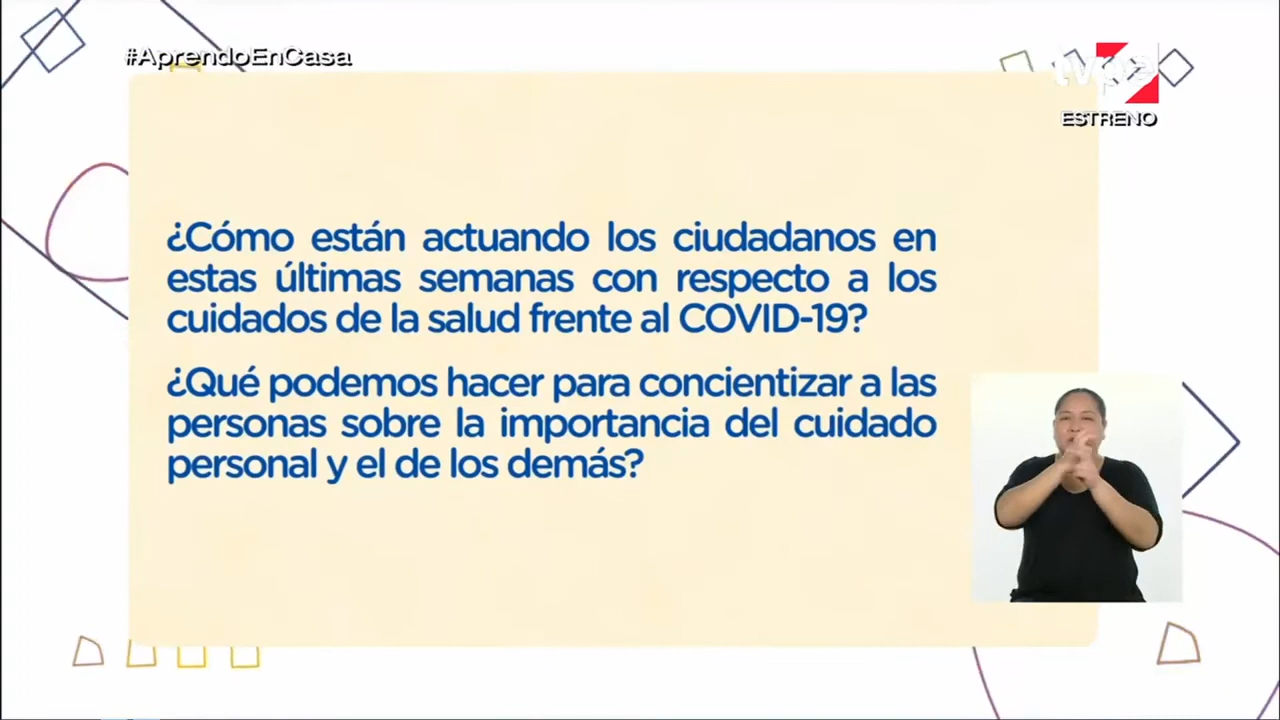 #AprendoEnCasa
tvpe
ESTRENO
¿Cómo están actuando los ciudadanos en
estas últimas semanas con respecto a los
cuidados de la salud frente al COVID-19?
¿Qué podemos hacer para concientizar a las
personas sobre la importancia del cuidado
personal y el de los demás?